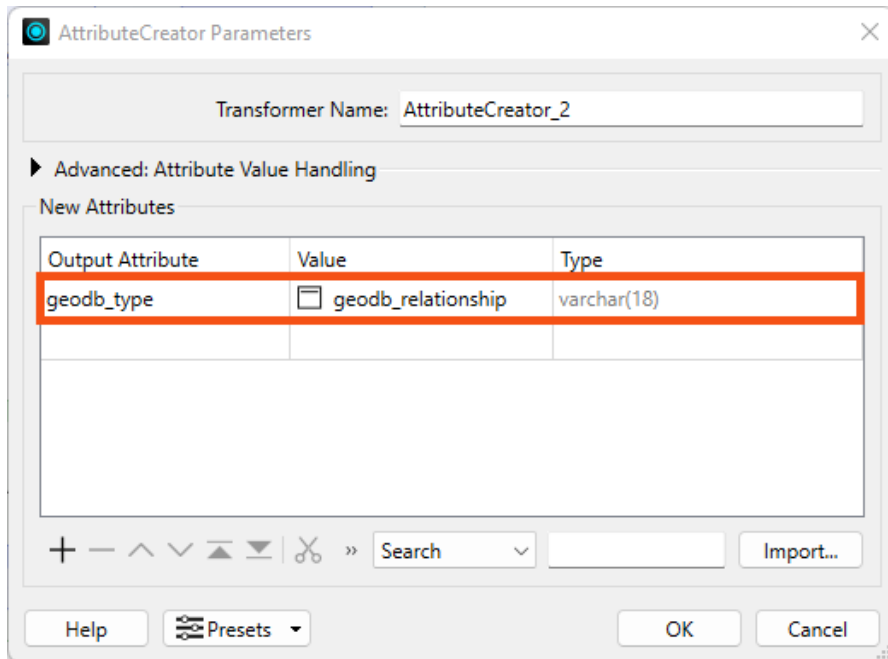 AttributeCreator Parameters
Transformer Name: AttributeCreator_2
Advanced: Attribute Value Handling
New Attributes
Output Attribute Value Type
geodb_type geodb_relationship varchar(18)
» Search Import...
Help Presets OK Cancel